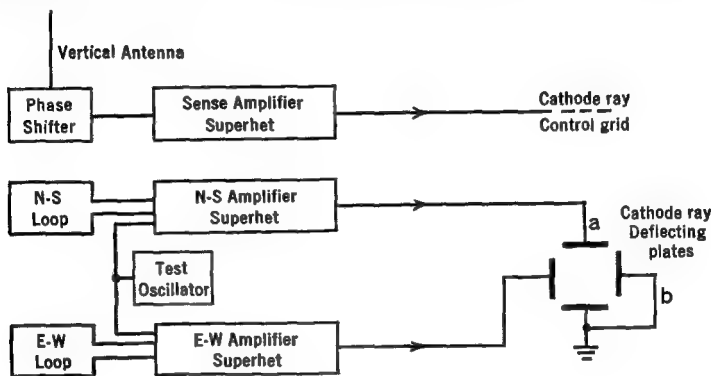 Vertical Antenna
Phase
Shifter
Sense Amplifier
Superhet
Cathode ray
Control grid
N-S
Loop
N-S Amplifier
Superhet
a
Cathode ray
Deflecting
plates
Test
Oscillator
b
E-W
Loop
E-W Amplifier
Superhet